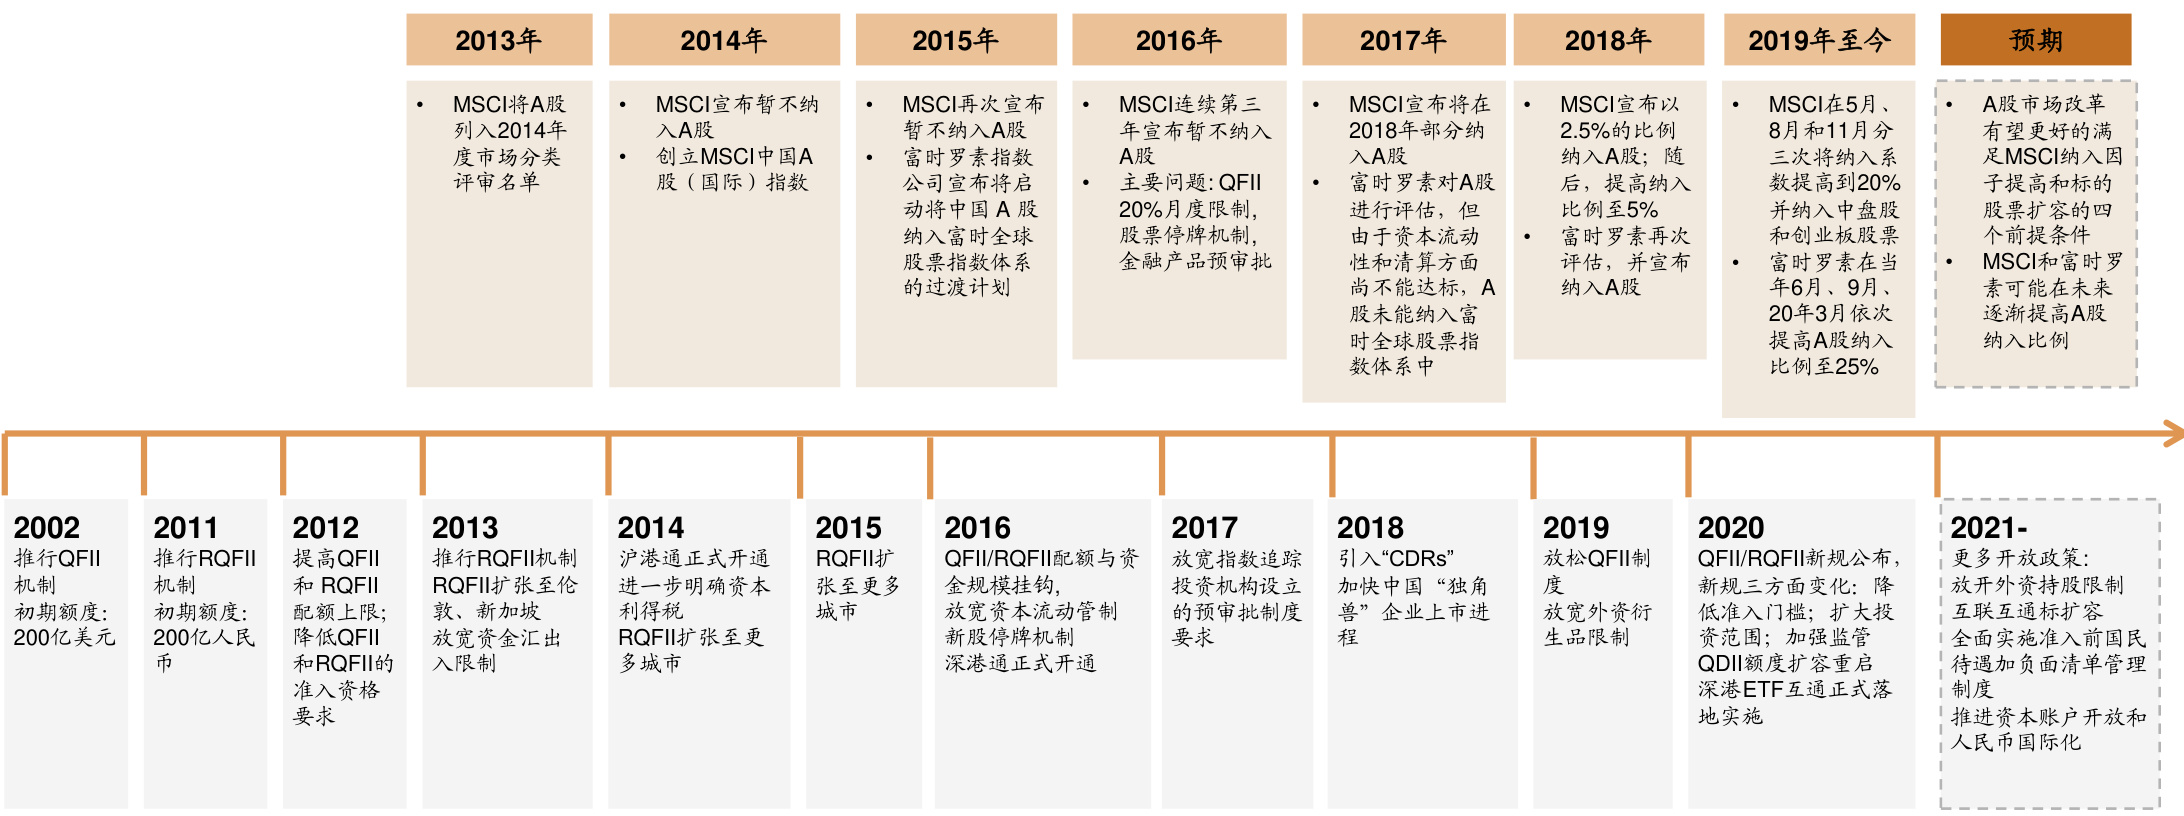 2013年
MSCI将A股
列入2014年
度市场分类
评审名单
2014年
MSCI宣布暂不纳
入A股
创立MSCI中国A
股（国际）指数
2015年
MSCI再次宣布
暂不纳入A股
富时罗素指数
公司宣布将启
动将中国 A 股
纳入富时全球
股票指数体系
的过渡计划
2016年
MSCI连续第三
年宣布暂不纳入
A股
主要问题: QFII
20%月度限制,
股票停牌机制,
金融产品预审批
2017年
MSCI宣布将在
2018年部分纳
入A股
富时罗素对A股
进行评估，但
由于资本流动
性和清算方面
尚不能达标，A
股未能纳入富
时全球股票指
数体系中
2018年
MSCI宣布以
2.5%的比例
纳入A股；随
后，提高纳入
比例至5%
富时罗素再次
评估，并宣布
纳入A股
2019年至今
MSCI在5月、
8月和11月分
三次将纳入系
数提高到20%
并纳入中盘股
和创业板股票
富时罗素在当
年6月、9月、
20年3月依次
提高A股纳入
比例至25%
预期
A股市场改革
有望更好的满
足MSCI纳入因
子提高和标的
股票扩容的四
个前提条件
MSCI和富时罗
素可能在未来
逐渐提高A股
纳入比例
2002
推行QFII
机制
初期额度:
200亿美元
2011
推行RQFII
机制
初期额度:
200亿人民
币
2012
提高QFII
和 RQFII
配额上限;
降低QFII
和RQFII的
准入资格
要求
2013
推行RQFII机制
RQFII扩张至伦
敦、新加坡
放宽资金汇出
入限制
2014
沪港通正式开通
进一步明确资本
利得税
RQFII扩张至更
多城市
2015
RQFII扩
张至更多
城市
2016
QFII/RQFII配额与资
金规模挂钩,
放宽资本流动管制
新股停牌机制
深港通正式开通
2017
放宽指数追踪
投资机构设立
的预审批制度
要求
2018
引入“CDRs”
加快中国“独角
兽”企业上市进
程
2019
放松QFII制
度
放宽外资衍
生品限制
2020
QFII/RQFII新规公布，
新规三方面变化：降
低准入门槛；扩大投
资范围；加强监管
QDII额度扩容重启
深港ETF互通正式落
地实施
2021-
更多开放政策：
放开外资持股限制
互联互通标扩容
全面实施准入前国民
待遇加负面清单管理
制度
推进资本账户开放和
人民币国际化